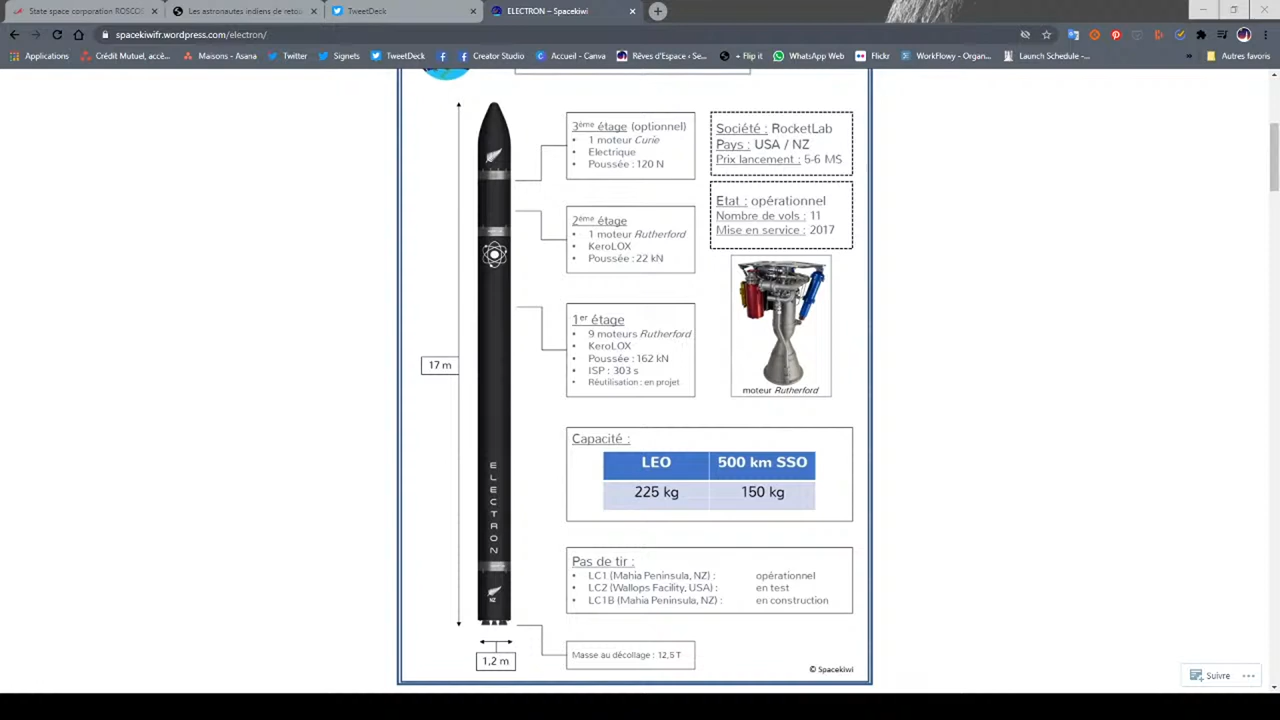 State space corporation ROSCOS
Les astronautes indiens de retou
TweetDeck
ELECTRON – Spacekiwi
spacekiwifr.wordpress.com/electron/
Applications
Crédit Mutuel, accè...
Maisons - Asana
Twitter
Signets
TweetDeck
Creator Studio
Accueil - Canva
Rêves d'Espace ‹ Se...
+ Flip it
WhatsApp Web
Flickr
WorkFlowy - Organ...
Launch Schedule –...
Autres favoris
3ème étage (optionnel)
• 1 moteur Curie
• Electrique
• Poussée : 120 N
Société : RocketLab
Pays : USA / NZ
Prix lancement : 5-6 M$
Etat : opérationnel
Nombre de vols : 11
Mise en service : 2017
2ème étage
• 1 moteur Rutherford
• KeroLOX
• Poussée : 22 kN
1er étage
• 9 moteurs Rutherford
• KeroLOX
• Poussée : 162 kN
• ISP : 303 s
• Réutilisation : en projet
moteur Rutherford
17 m
ELECTRON
NZ
Capacité :
LEO 500 km SSO
225 kg 150 kg
Pas de tir :
• LC1 (Mahia Peninsula, NZ) : opérationnel
• LC2 (Wallops Facility, USA) : en test
• LC1B (Mahia Peninsula, NZ) : en construction
1,2 m
Masse au décollage : 12,5 T
© Spacekiwi
Suivre